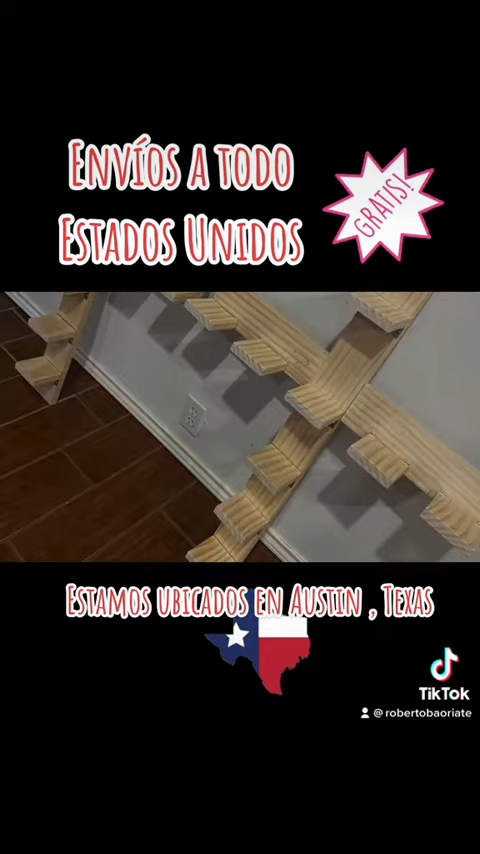 Envíos a todo
Estados Unidos
GRATIS!
Estamos ubicados en Austin , Texas
TikTok
@robertobaoriate